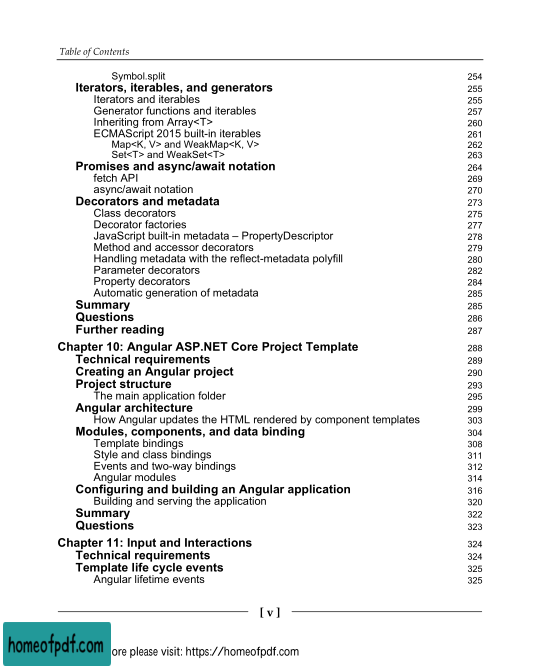 Table of Contents
Symbol.split 254
Iterators, iterables, and generators 255
Iterators and iterables 255
Generator functions and iterables 257
Inheriting from Array<T> 260
ECMAScript 2015 built-in iterables 261
Map<K, V> and WeakMap<K, V> 262
Set<T> and WeakSet<T> 263
Promises and async/await notation 264
fetch API 269
async/await notation 270
Decorators and metadata 273
Class decorators 275
Decorator factories 277
JavaScript built-in metadata – PropertyDescriptor 278
Method and accessor decorators 279
Handling metadata with the reflect-metadata polyfill 280
Parameter decorators 282
Property decorators 284
Automatic generation of metadata 285
Summary 285
Questions 286
Further reading 287
Chapter 10: Angular ASP.NET Core Project Template 288
Technical requirements 289
Creating an Angular project 290
Project structure 293
The main application folder 295
Angular architecture 299
How Angular updates the HTML rendered by component templates 303
Modules, components, and data binding 304
Template bindings 308
Style and class bindings 311
Events and two-way bindings 312
Angular modules 314
Configuring and building an Angular application 316
Building and serving the application 320
Summary 322
Questions 323
Chapter 11: Input and Interactions 324
Technical requirements 324
Template life cycle events 325
Angular lifetime events 325
[ v ]
homeofpdf.com
ore please visit: https://homeofpdf.com